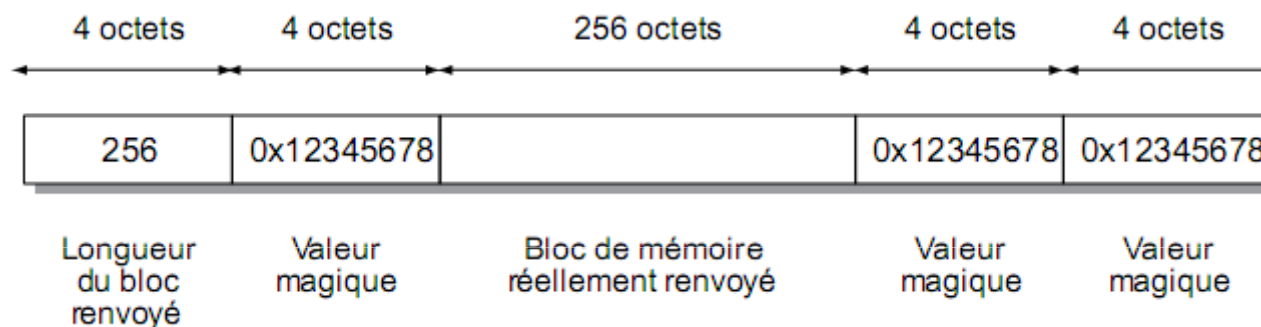 4 octets 4 octets 256 octets 4 octets 4 octets
256 0x12345678 0x12345678 0x12345678
Longueur Valeur Bloc de mémoire Valeur Valeur
du bloc magique réellement renvoyé magique magique
renvoyé